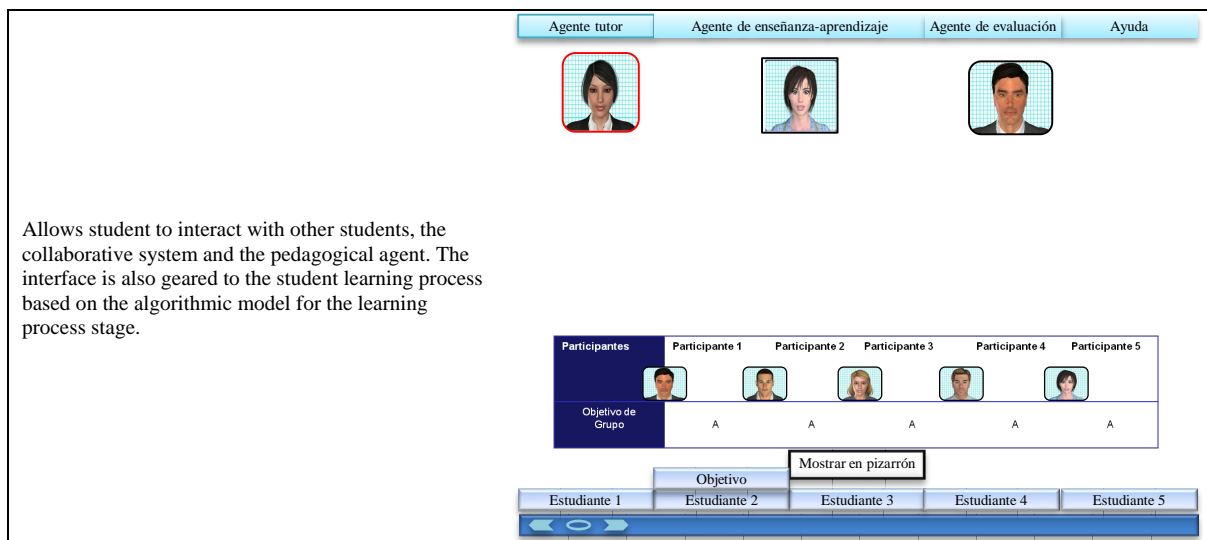 Agente tutor Agente de enseñanza-aprendizaje Agente de evaluación Ayuda
Allows student to interact with other students, the
collaborative system and the pedagogical agent. The
interface is also geared to the student learning process
based on the algorithmic model for the learning
process stage.
Participantes Participante 1 Participante 2 Participante 3 Participante 4 Participante 5
Objetivo de
Grupo
A A A A A
Mostrar en pizarrón
Objetivo
Estudiante 1 Estudiante 2 Estudiante 3 Estudiante 4 Estudiante 5